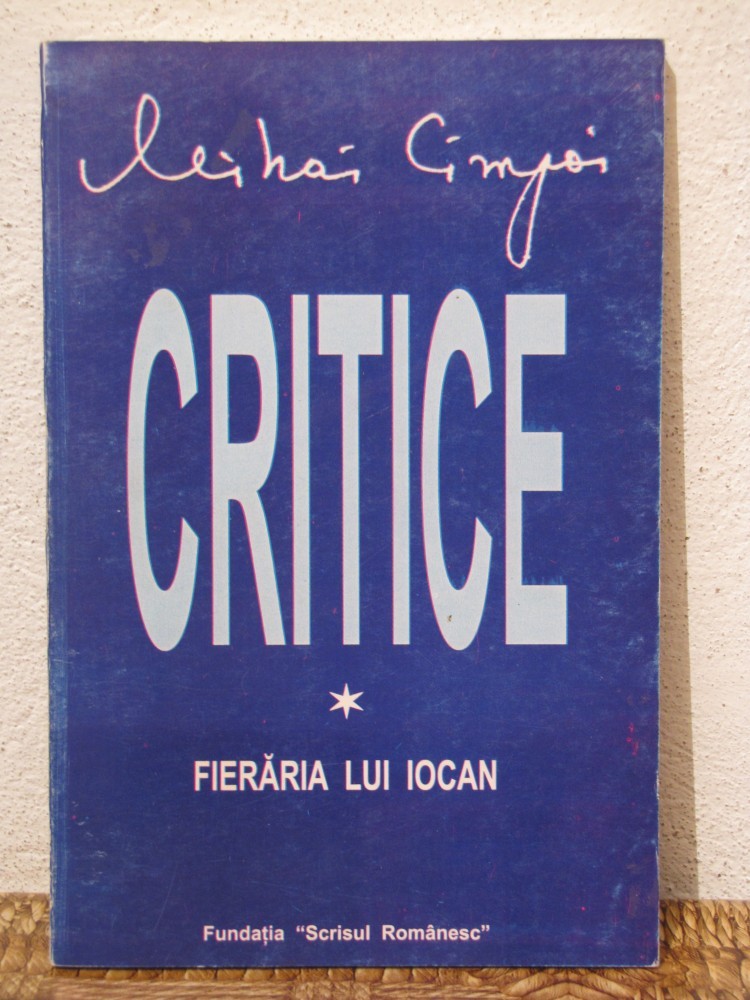 Mihai Cimpoi
CRITICE
*
FIERĂRIA LUI IOCAN
Fundația "Scrisul Românesc"